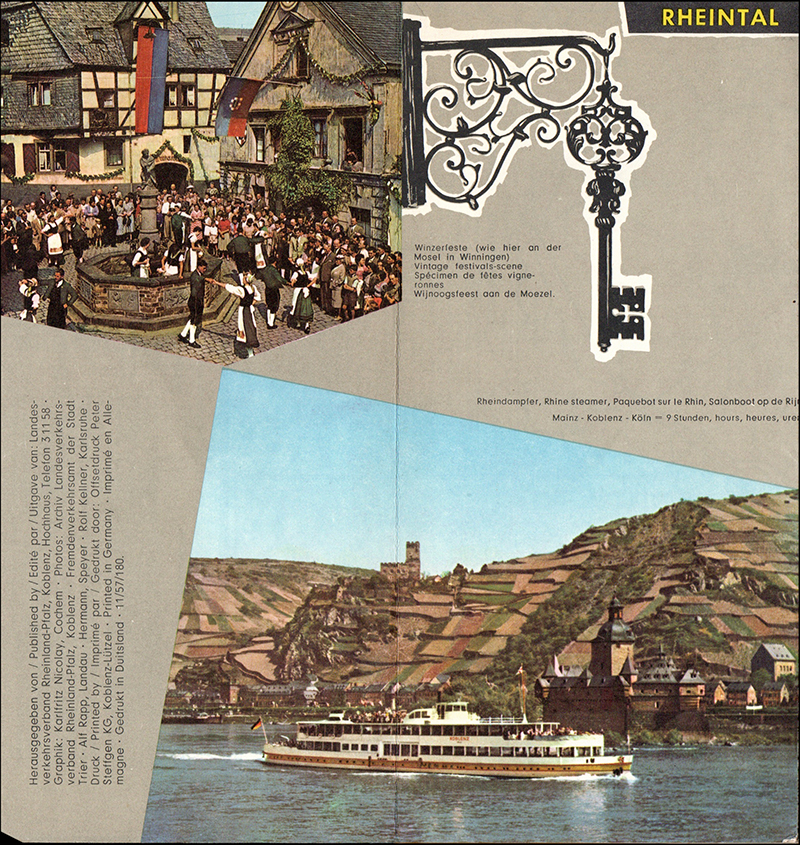 RHEINTAL
Winzerfeste (wie hier an der
Mosel in Winningen)
Vintage festivals-scene
Spécimen de têtes vigne-
ronnes
Wijnoogsfeest aan de Moezel.
Rheindampfer, Rhine steamer, Paquebot sur le Rhin, Salonboot op de Rij
Mainz - Koblenz - Köln = 9 Stunden, hours, heures, ure
Herausgegeben von / Published by / Edité par / Uitgave van: Landes-
verkehrsverband Rheinland-Pfalz, Koblenz, Hochhaus, Telefon 31158 ·
Graphik: Karlfritz Nicolay, Cochem · Photos: Archiv Landesverkehrs-
verband Rheinland-Pfalz, Koblenz · Fremdenverkehrsamt der Stadt
Trier · Alf Rapp, Landau · Hermann, Speyer · Rolf Kellner, Karlsruhe ·
Druck / Printed by / Imprimé par / Gedrukt door: Offsetdruck Peter
Steffgen KG, Koblenz-Lützel · Printed in Germany · Imprimé en Alle-
magne · Gedrukt in Duitsland · 11/57/180.
KOBLENZ